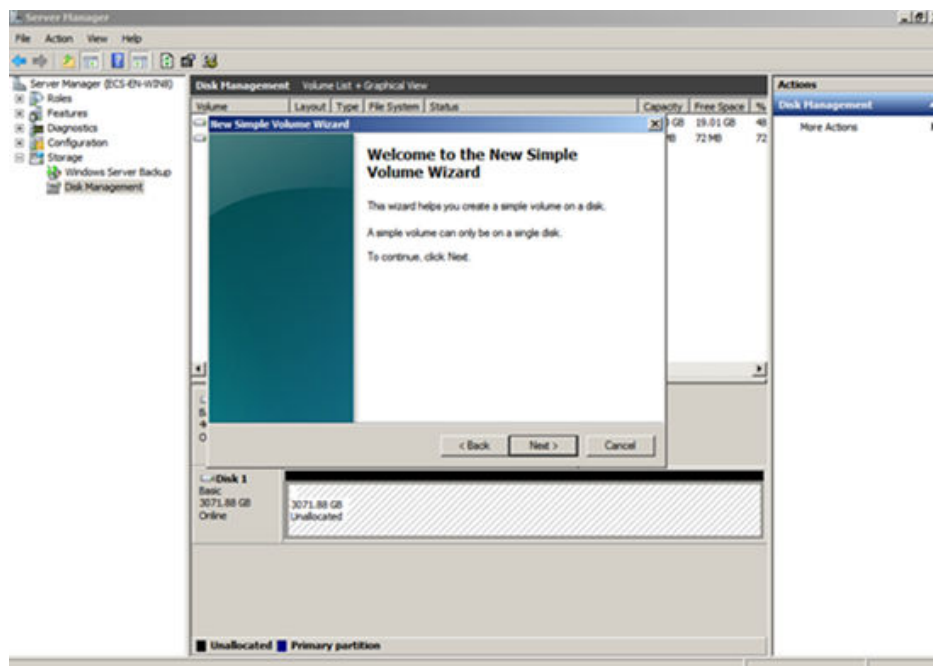 Server Manager
File Action View Help
Server Manager (ECS-EN-WIN8)
Roles
Features
Diagnostics
Configuration
Storage
Windows Server Backup
Disk Management
Disk Management Volume List + Graphical View
Volume Layout Type File System Status Capacity Free Space %
GB 19.01 GB 48
MB 72 MB 72
New Simple Volume Wizard
Welcome to the New Simple
Volume Wizard
This wizard helps you create a simple volume on a disk.
A simple volume can only be on a single disk.
To continue, click Next.
< Back Next > Cancel
Disk 1
Basic
3071.88 GB
Online
3071.88 GB
Unallocated
Unallocated Primary partition
Actions
Disk Management
More Actions